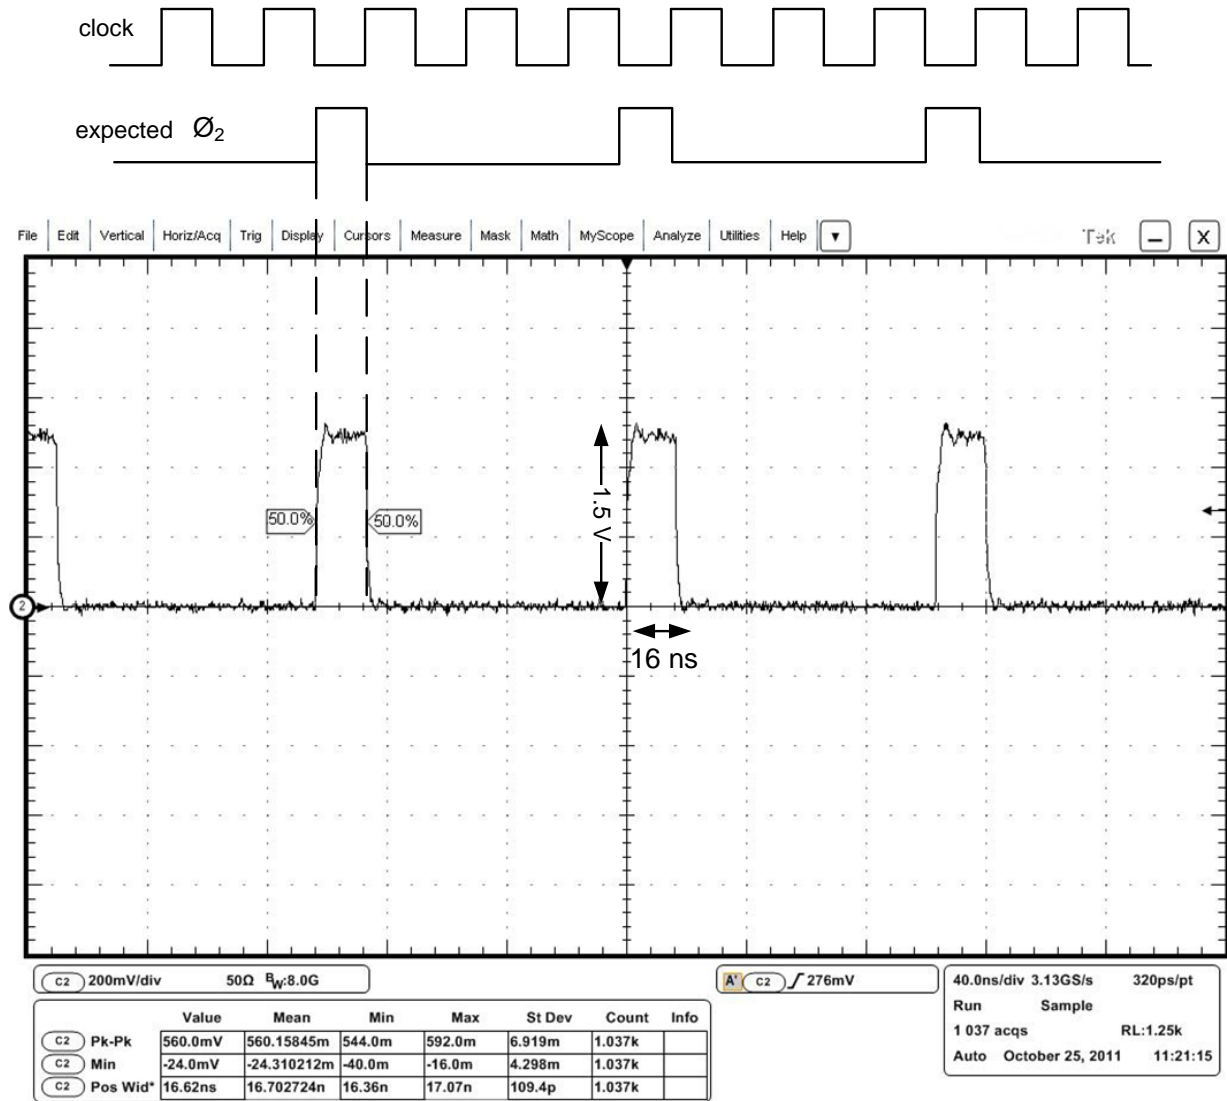 clock
expected Ø2
File Edit Vertical Horiz/Acq Trig Display Cursors Measure Mask Math MyScope Analyze Utilities Help Tek X
50.0% 50.0%
1.5 V
2
16 ns
C2 200mV/div 50Ω BW:8.0G
A' C2 276mV
40.0ns/div 3.13GS/s 320ps/pt
Run Sample
1 037 acqs RL:1.25k
Auto October 25, 2011 11:21:15
Value Mean Min Max St Dev Count Info
C2 Pk-Pk 560.0mV 560.15845m 544.0m 592.0m 6.919m 1.037k
C2 Min -24.0mV -24.310212m -40.0m -16.0m 4.298m 1.037k
C2 Pos Wid* 16.62ns 16.702724n 16.36n 17.07n 109.4p 1.037k